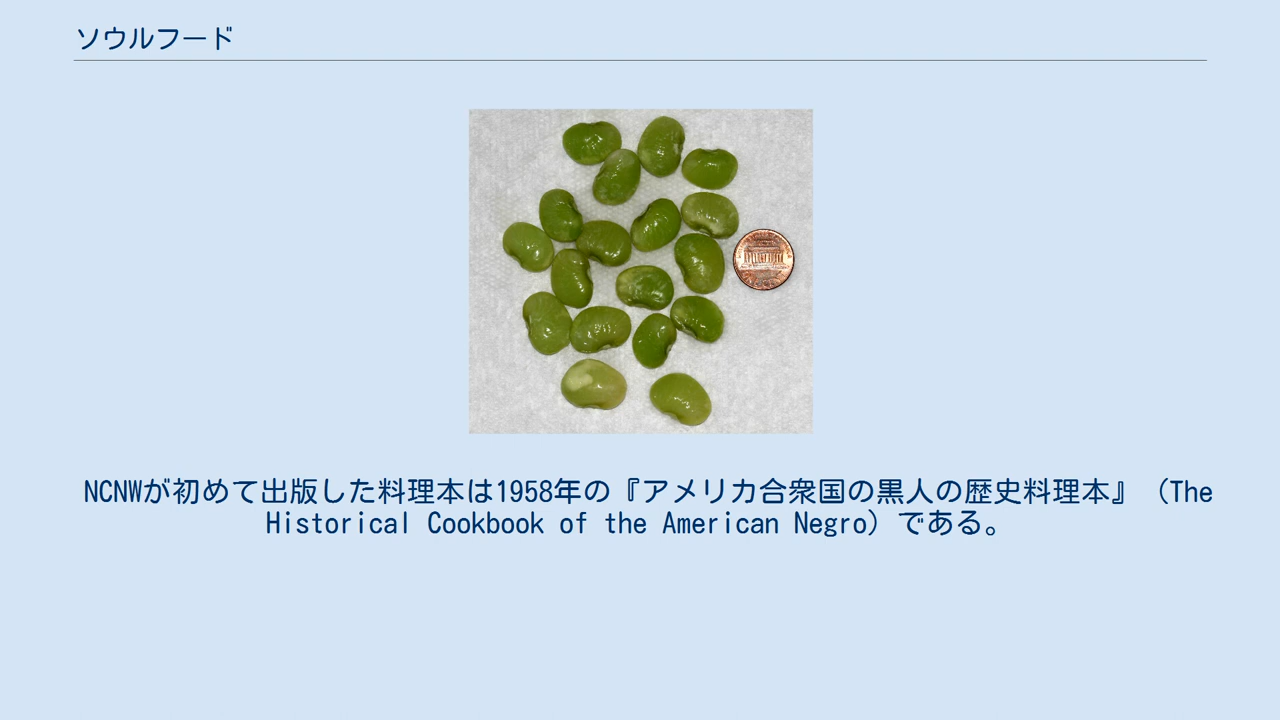 ソウルフード
NCNWが初めて出版した料理本は1958年の『アメリカ合衆国の黒人の歴史料理本』（The
Historical Cookbook of the American Negro）である。